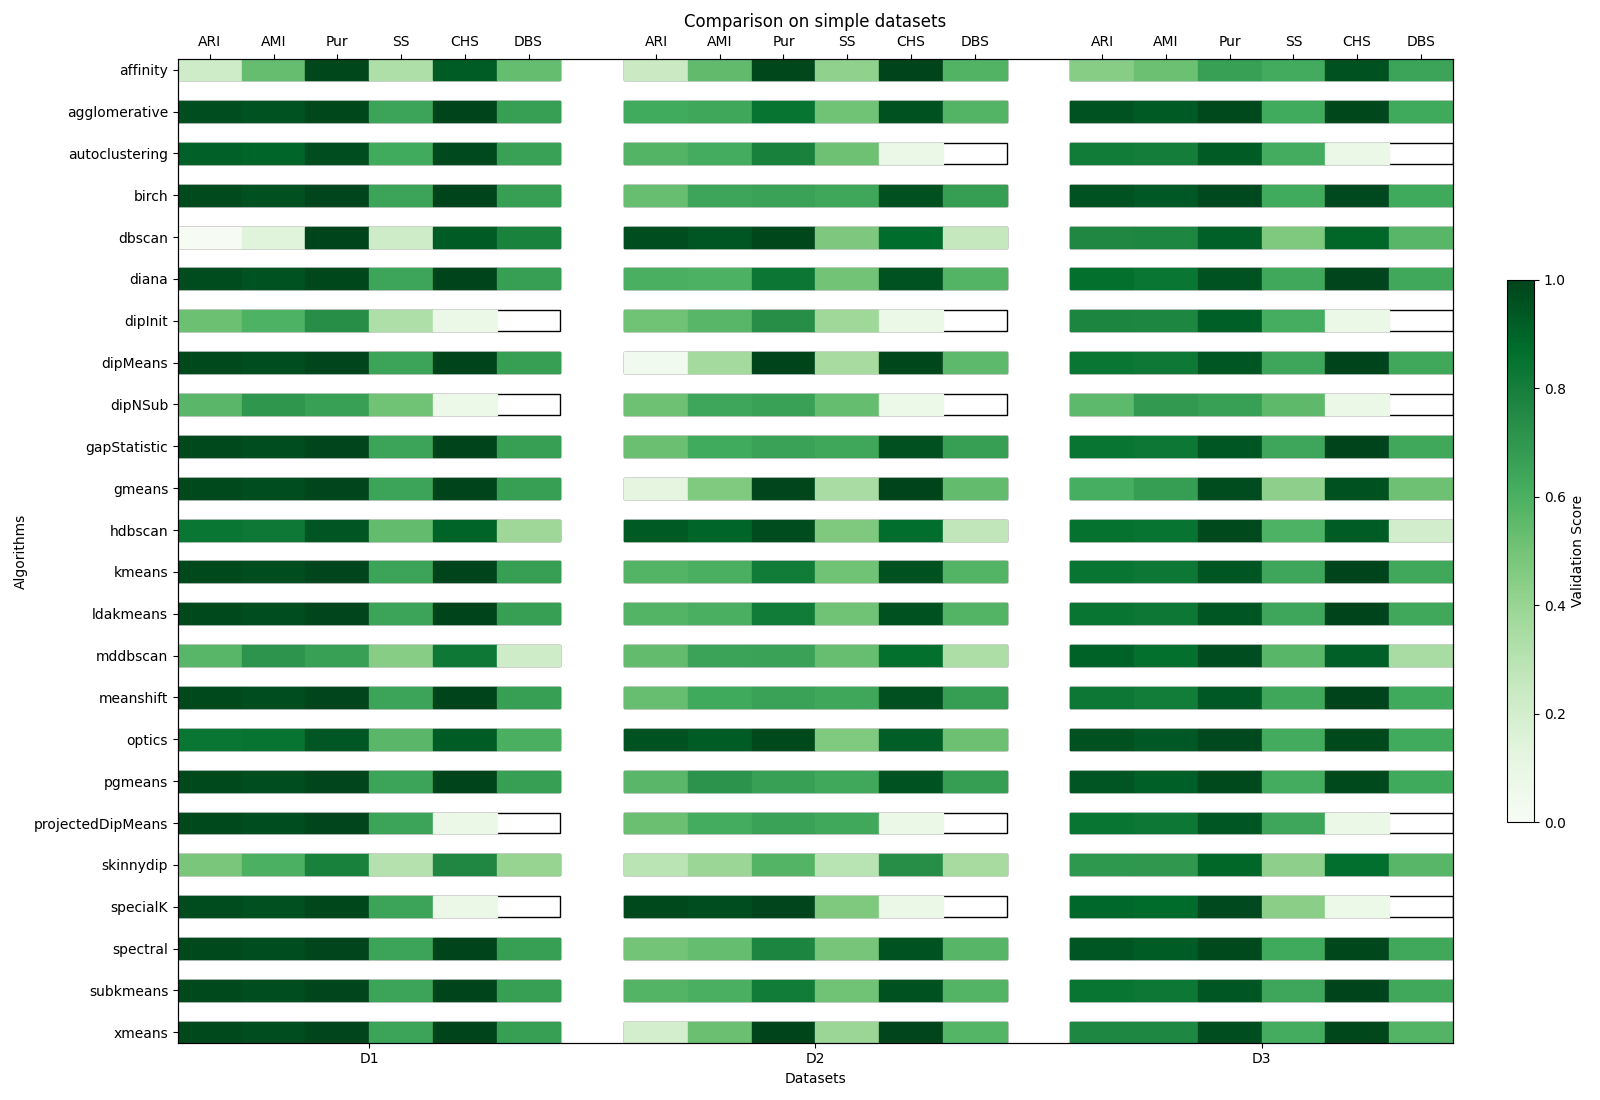 Comparison on simple datasets
ARI AMI Pur SS CHS DBS ARI AMI Pur SS CHS DBS ARI AMI Pur SS CHS DBS
affinity
agglomerative
autoclustering
birch
dbscan
diana
dipInit
dipMeans
dipNSub
gapStatistic
gmeans
hdbscan
kmeans
ldakmeans
mddbscan
meanshift
optics
pgmeans
projectedDipMeans
skinnydip
specialK
spectral
subkmeans
xmeans
Algorithms
D1 D2 D3
Datasets
1.0
0.8
0.6
0.4
0.2
0.0
Validation Score